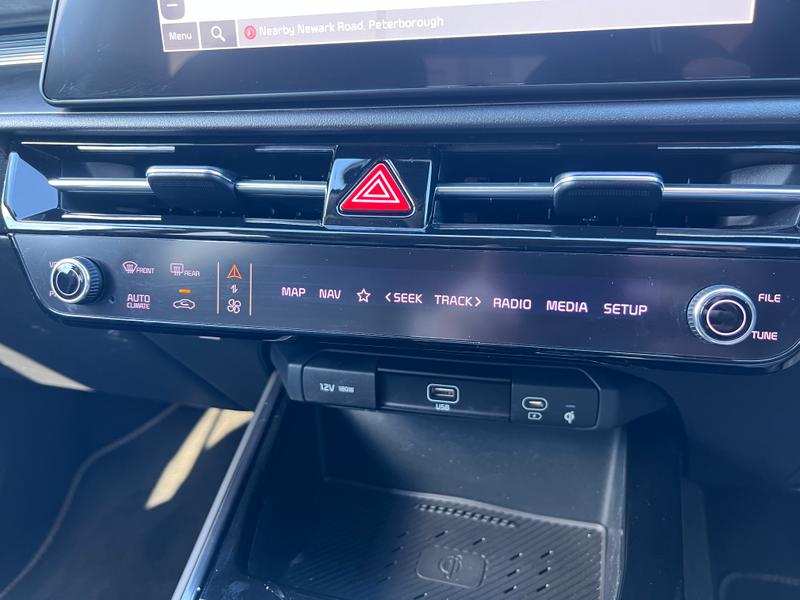 Menu
Nearby Newark Road, Peterborough
FRONT
REAR
AUTO
CLIMATE
MAP
NAV
<SEEK
TRACK>
RADIO
MEDIA
SETUP
FILE
TUNE
12V 180W
USB